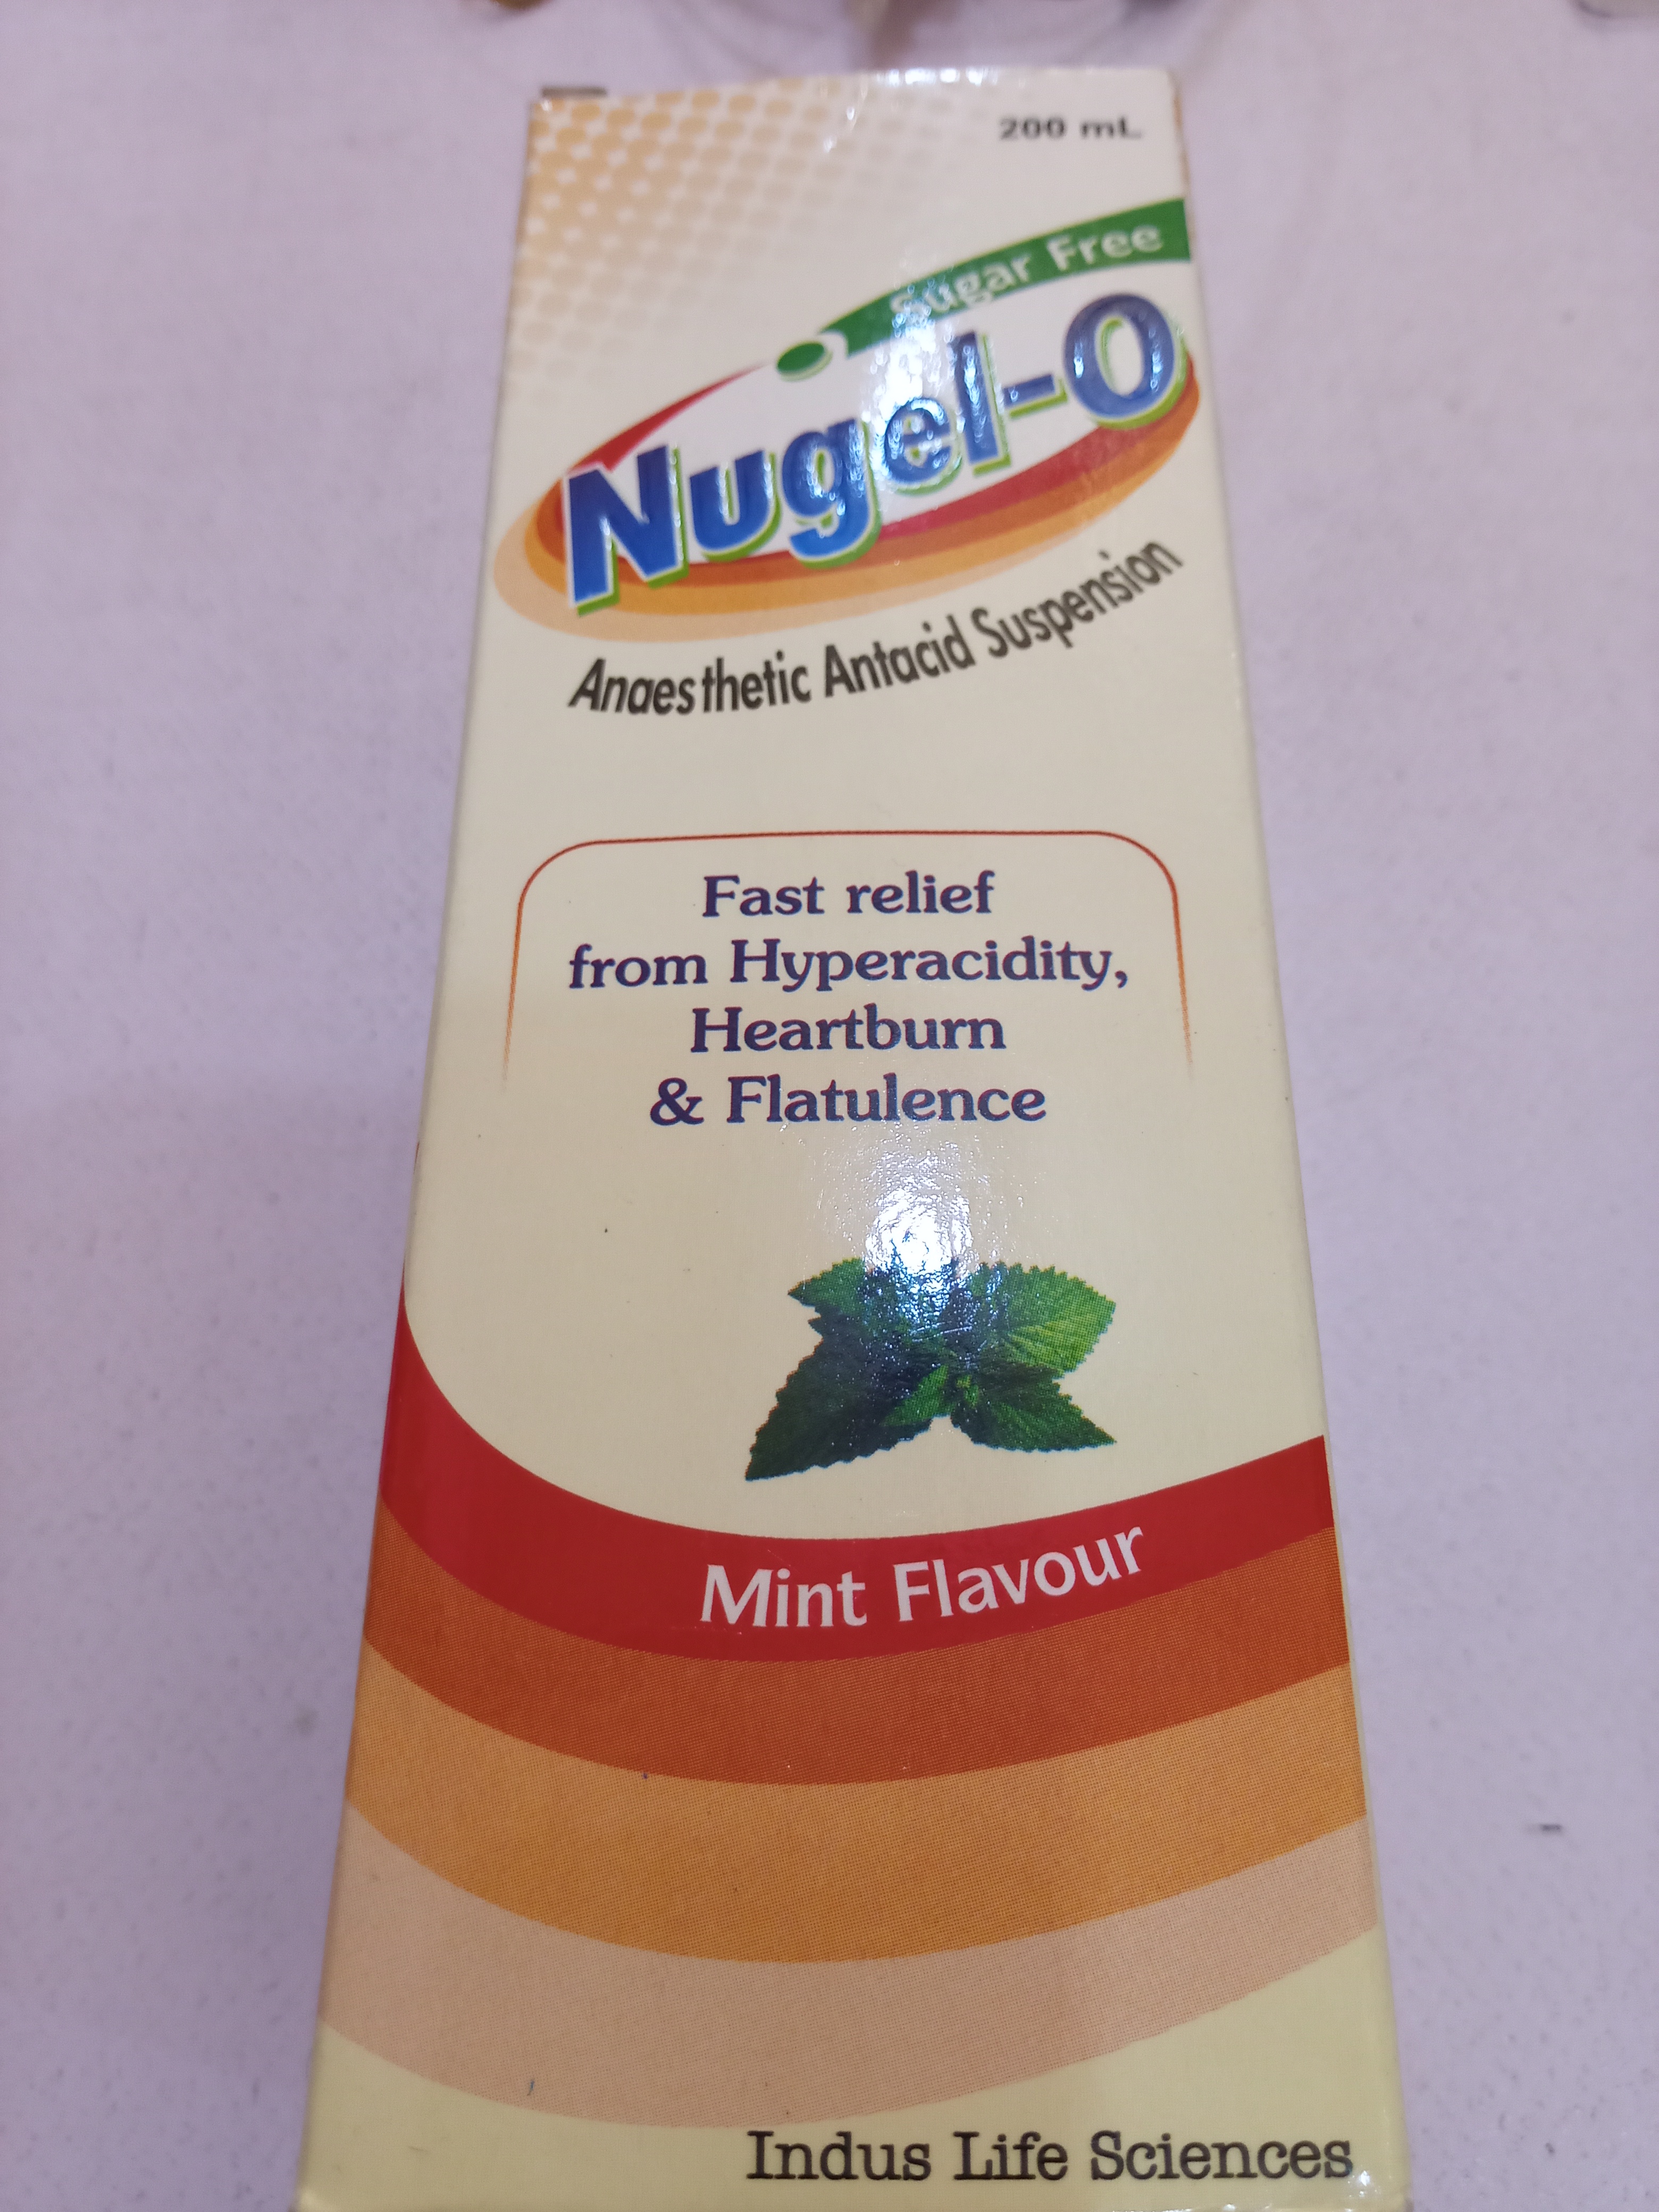 200 mL
Sugar Free
Nugel-O
Anaesthetic Antacid Suspension
Fast relief
from Hyperacidity,
Heartburn
& Flatulence
Mint Flavour
Indus Life Sciences